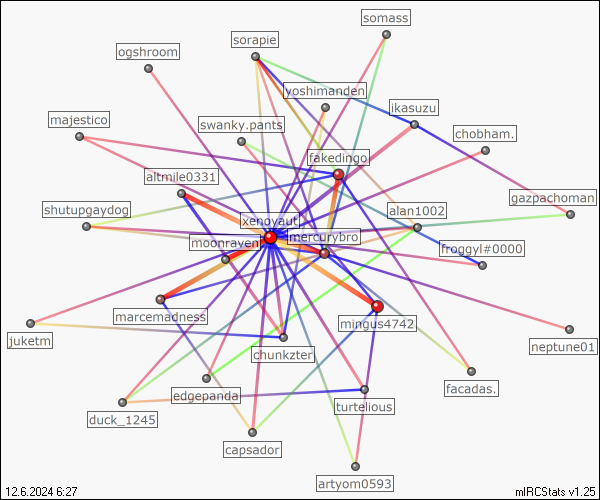 somass
sorapie
ogshroom
yoshimanden
ikasuzu
majestico
swanky.pants
chobham.
fakedingo
altmile0331
gazpachoman
shutupgaydog
alan1002
xenoyaut
mercurybro
moonraven
froggyl#0000
marcemadness
mingus4742
juketm
chunkzter
neptune01
edgepanda
facadas.
turtelious
duck_1245
capsador
artyom0593
12.6.2024 6:27
mIRCStats v1.25